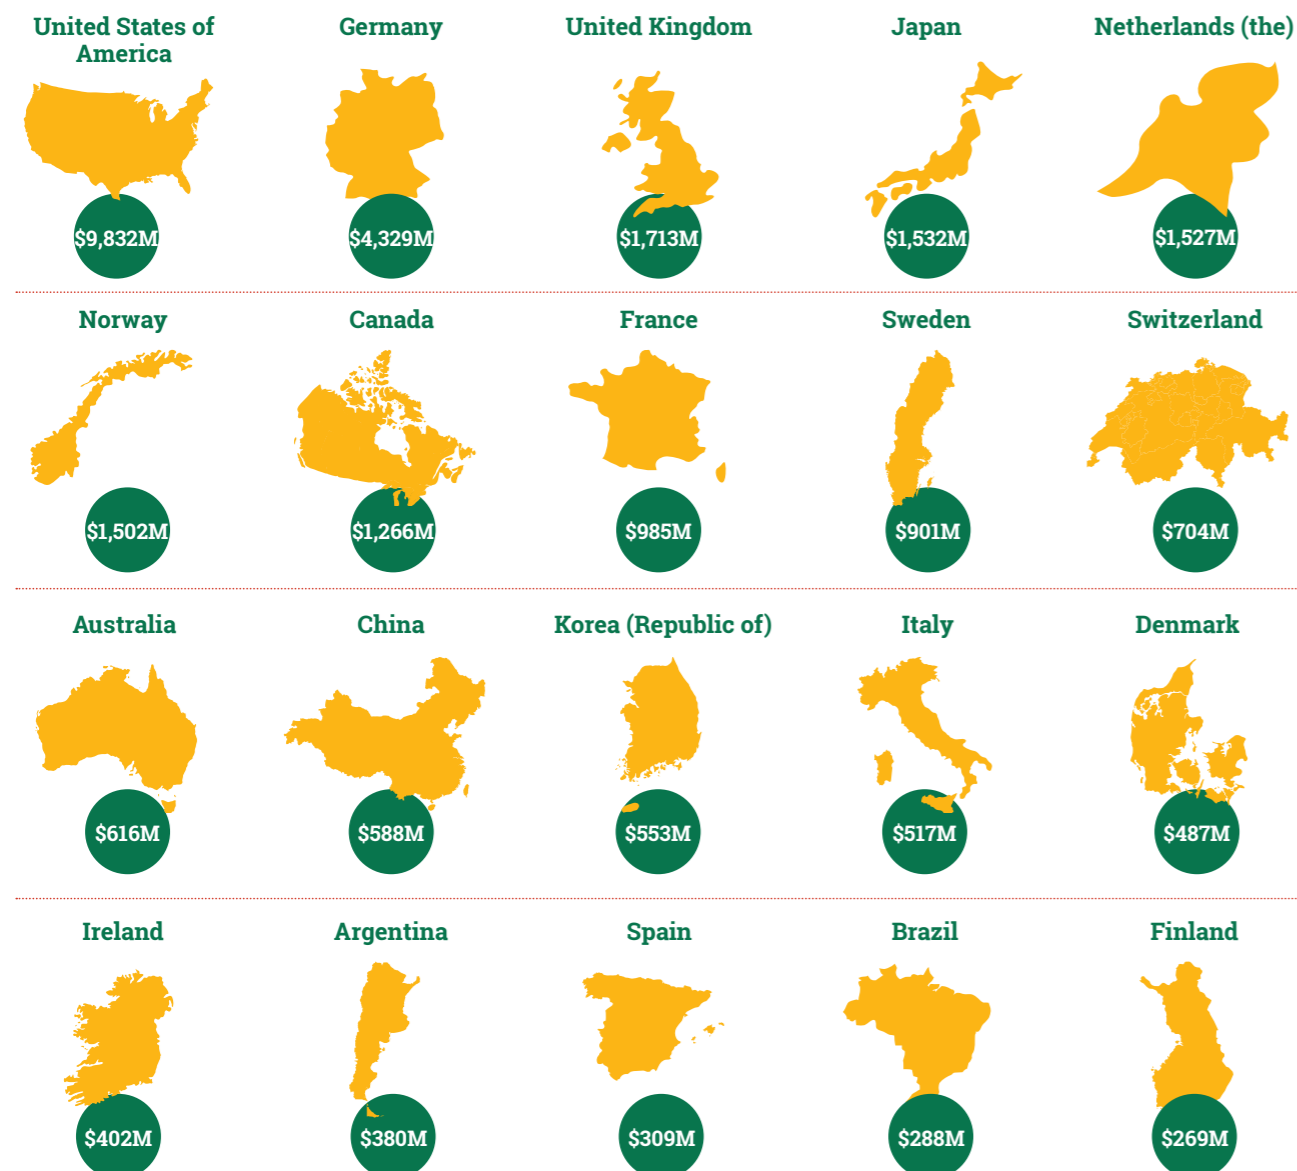 United States of
America
Germany
United Kingdom
Japan
Netherlands (the)
$9,832M
$4,329M
$1,713M
$1,532M
$1,527M
Norway
Canada
France
Sweden
Switzerland
$1,502M
$1,266M
$985M
$901M
$704M
Australia
China
Korea (Republic of)
Italy
Denmark
$616M
$588M
$553M
$517M
$487M
Ireland
Argentina
Spain
Brazil
Finland
$402M
$380M
$309M
$288M
$269M